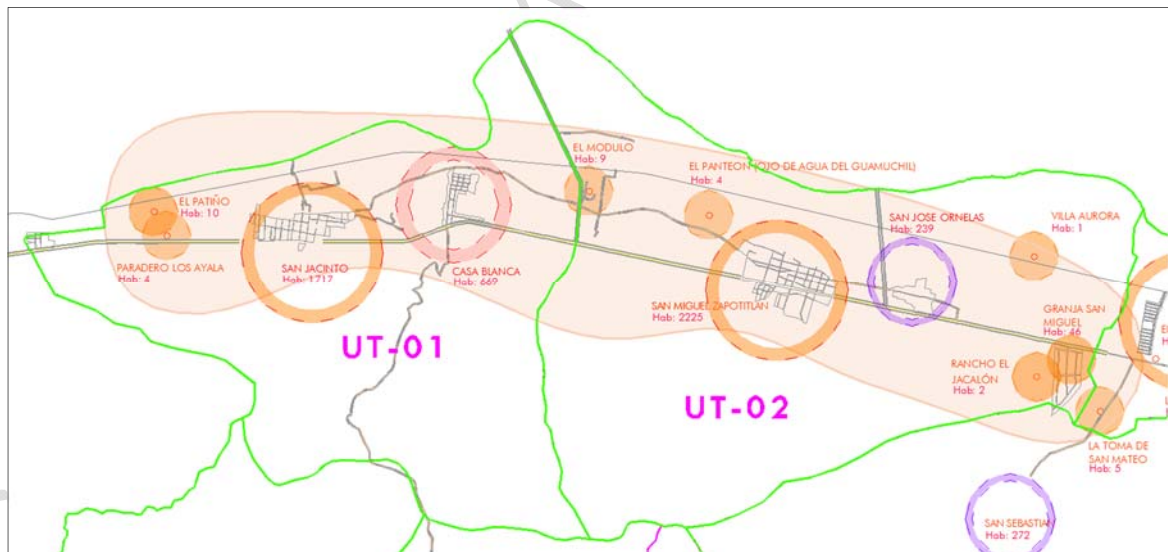 EL MODULO
Hab: 9
EL PANTEON (OJO DE AGUA DEL GUAMUCHIL)
Hab: 4
EL PATIÑO
Hab: 10
SAN JOSE ORNELAS
Hab: 239
VILLA AURORA
Hab: 1
PARADERO LOS AYALA
Hab: 4
SAN JACINTO
Hab: 1717
CASA BLANCA
Hab: 669
SAN MIGUEL ZAPOTITLAN
Hab: 2225
GRANJA SAN
MIGUEL
Hab: 46
UT-01
RANCHO EL
JACALÓN
Hab: 2
UT-02
LA TOMA DE
SAN MATEO
Hab: 5
SAN SEBASTIAN
Hab: 272